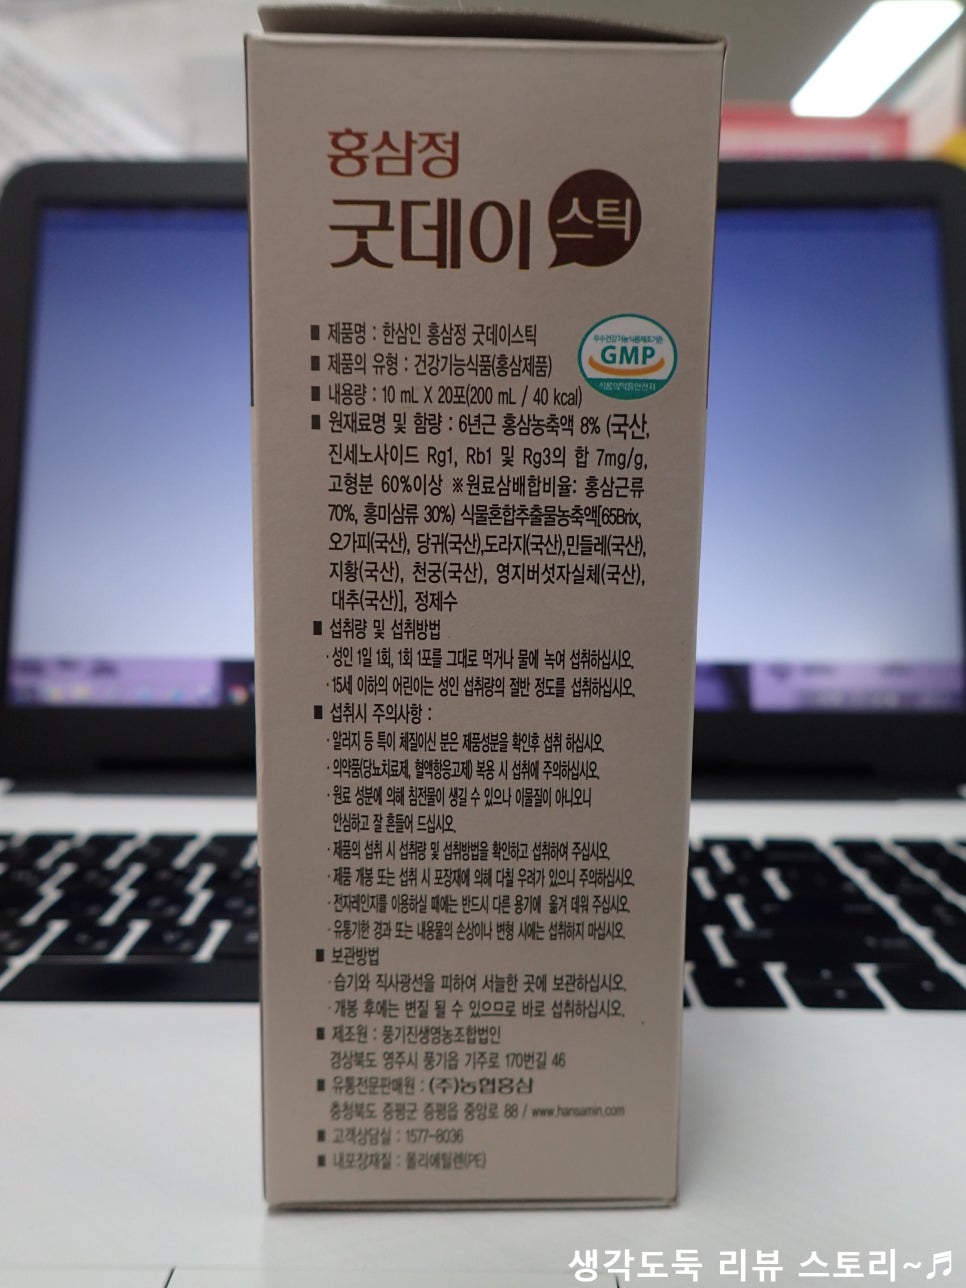 홍삼정
굿데이 스틱
■ 제품명 : 한삼인 홍삼정 굿데이스틱
■ 제품의 유형 : 건강기능식품(홍삼제품)
우수건강기능식품제조기준
GMP
식품의약품안전처
■ 내용량 : 10 mL X 20포(200 mL / 40 kcal)
■ 원재료명 및 함량 : 6년근 홍삼농축액 8% (국산,
진세노사이드 Rg1, Rb1 및 Rg3의 합 7mg/g,
고형분 60%이상 ※원료삼배합비율: 홍삼근류
70%, 홍미삼류 30%) 식물혼합추출물농축액[65Brix,
오가피(국산), 당귀(국산),도라지(국산),민들레(국산),
지황(국산), 천궁(국산), 영지버섯자실체(국산),
대추(국산)], 정제수
■ 섭취량 및 섭취방법
· 성인 1일 1회, 1회 1포를 그대로 먹거나 물에 녹여 섭취하십시오.
· 15세 이하의 어린이는 성인 섭취량의 절반 정도를 섭취하십시오.
■ 섭취시 주의사항 :
· 알러지 등 특이 체질이신 분은 제품성분을 확인후 섭취 하십시오.
· 의약품(당뇨치료제, 혈액항응고제) 복용 시 섭취에 주의하십시오.
· 원료 성분에 의해 침전물이 생길 수 있으나 이물질이 아니오니
안심하고 잘 흔들어 드십시오.
· 제품의 섭취 시 섭취량 및 섭취방법을 확인하고 섭취하여 주십시오.
· 제품 개봉 또는 섭취 시 포장재에 의해 다칠 우려가 있으니 주의하십시오.
· 전자레인지를 이용하실 때에는 반드시 다른 용기에 옮겨 데워 주십시오.
· 유통기한 경과 또는 내용물의 손상이나 변형 시에는 섭취하지 마십시오.
■ 보관방법
· 습기와 직사광선을 피하여 서늘한 곳에 보관하십시오.
· 개봉 후에는 변질 될 수 있으므로 바로 섭취하십시오.
■ 제조원 : 풍기진생영농조합법인
경상북도 영주시 풍기읍 기주로 170번길 46
■ 유통전문판매원 : (주)농협홍삼
충청북도 증평군 증평읍 중앙로 88 / www.hansamin.com
■ 고객상담실 : 1577-8036
■ 내포장재질 : 폴리에틸렌(PE)
생각도둑 리뷰 스토리~♬